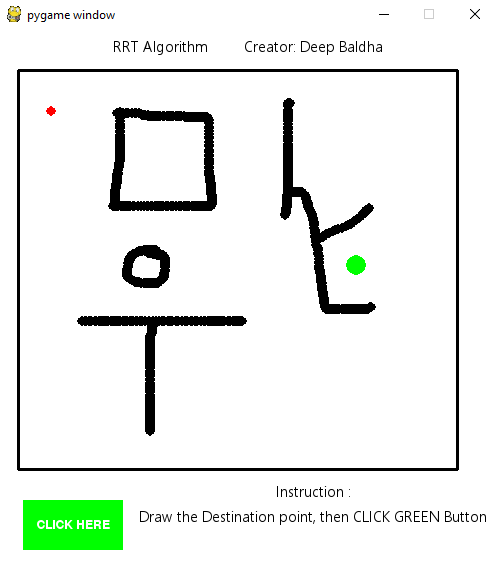 pygame window
RRT Algorithm Creator: Deep Baldha
Instruction :
Draw the Destination point, then CLICK GREEN Button
CLICK HERE